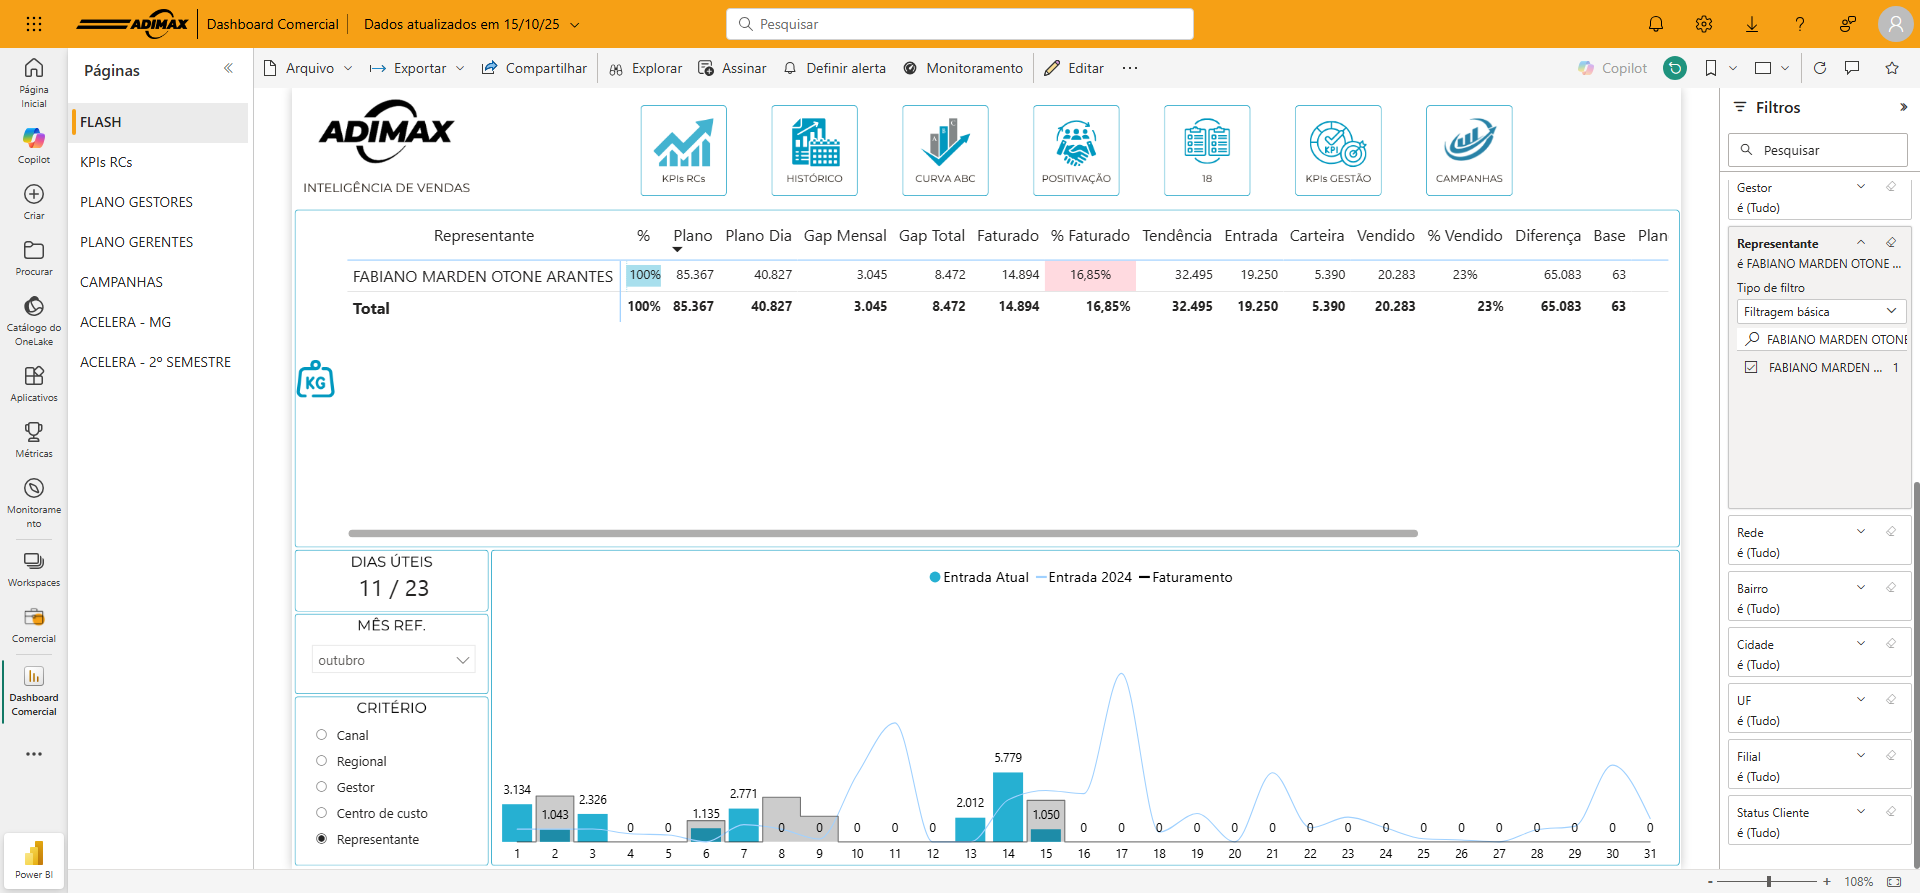 ADIMAX
Dashboard Comercial
Dados atualizados em 15/10/25
Pesquisar
Página Inicial
Copilot
Criar
Procurar
Catálogo do OneLake
Aplicativos
Métricas
Monitoramento
Workspaces
Comercial
Dashboard Comercial
Power BI
Páginas
FLASH
KPIs RCs
PLANO GESTORES
PLANO GERENTES
CAMPANHAS
ACELERA - MG
ACELERA - 2º SEMESTRE
Arquivo
Exportar
Compartilhar
Explorar
Assinar
Definir alerta
Monitoramento
Editar
Copilot
ADIMAX
INTELIGÊNCIA DE VENDAS
KPIs RCs
HISTÓRICO
A B C
CURVA ABC
POSITIVAÇÃO
18
KPI
KPIs GESTÃO
CAMPANHAS
Representante % Plano Plano Dia Gap Mensal Gap Total Faturado % Faturado Tendência Entrada Carteira Vendido % Vendido Diferença Base Plan
FABIANO MARDEN OTONE ARANTES 100% 85.367 40.827 3.045 8.472 14.894 16,85% 32.495 19.250 5.390 20.283 23% 65.083 63
Total 100% 85.367 40.827 3.045 8.472 14.894 16,85% 32.495 19.250 5.390 20.283 23% 65.083 63
KG
DIAS ÚTEIS
11 / 23
MÊS REF.
outubro
CRITÉRIO
Canal
Regional
Gestor
Centro de custo
Representante
Entrada Atual Entrada 2024 Faturamento
3.134 1.043 2.326 0 0 1.135 2.771 0 0 0 0 0 2.012 5.779 1.050 0 0 0 0 0 0 0 0 0 0 0 0 0 0 0 0
1 2 3 4 5 6 7 8 9 10 11 12 13 14 15 16 17 18 19 20 21 22 23 24 25 26 27 28 29 30 31
Filtros
Pesquisar
Gestor
é (Tudo)
Representante
é FABIANO MARDEN OTONE ...
Tipo de filtro
Filtragem básica
FABIANO MARDEN OTONE
FABIANO MARDEN ... 1
Rede
é (Tudo)
Bairro
é (Tudo)
Cidade
é (Tudo)
UF
é (Tudo)
Filial
é (Tudo)
Status Cliente
é (Tudo)
- + 108%